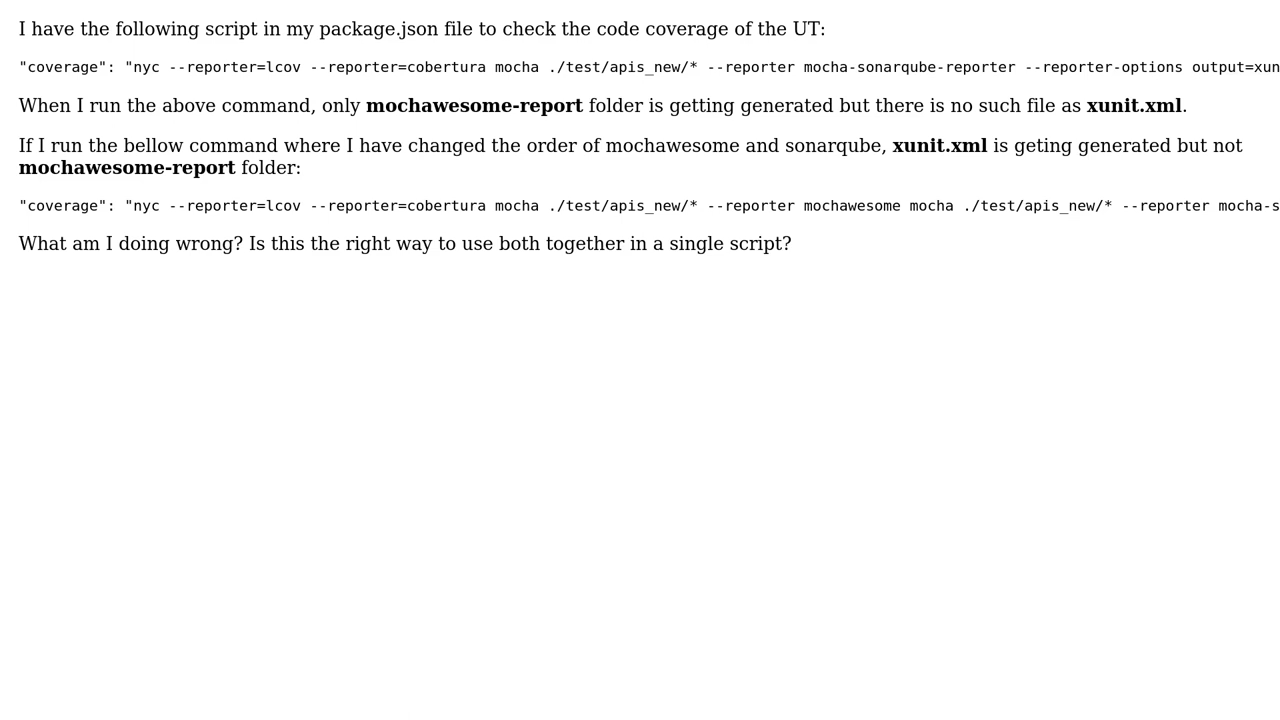 I have the following script in my package.json file to check the code coverage of the UT:
"coverage": "nyc --reporter=lcov --reporter=cobertura mocha ./test/apis_new/* --reporter mocha-sonarqube-reporter --reporter-options output=xun
When I run the above command, only mochawesome-report folder is getting generated but there is no such file as xunit.xml.
If I run the bellow command where I have changed the order of mochawesome and sonarqube, xunit.xml is geting generated but not
mochawesome-report folder:
"coverage": "nyc --reporter=lcov --reporter=cobertura mocha ./test/apis_new/* --reporter mochawesome mocha ./test/apis_new/* --reporter mocha-s
What am I doing wrong? Is this the right way to use both together in a single script?